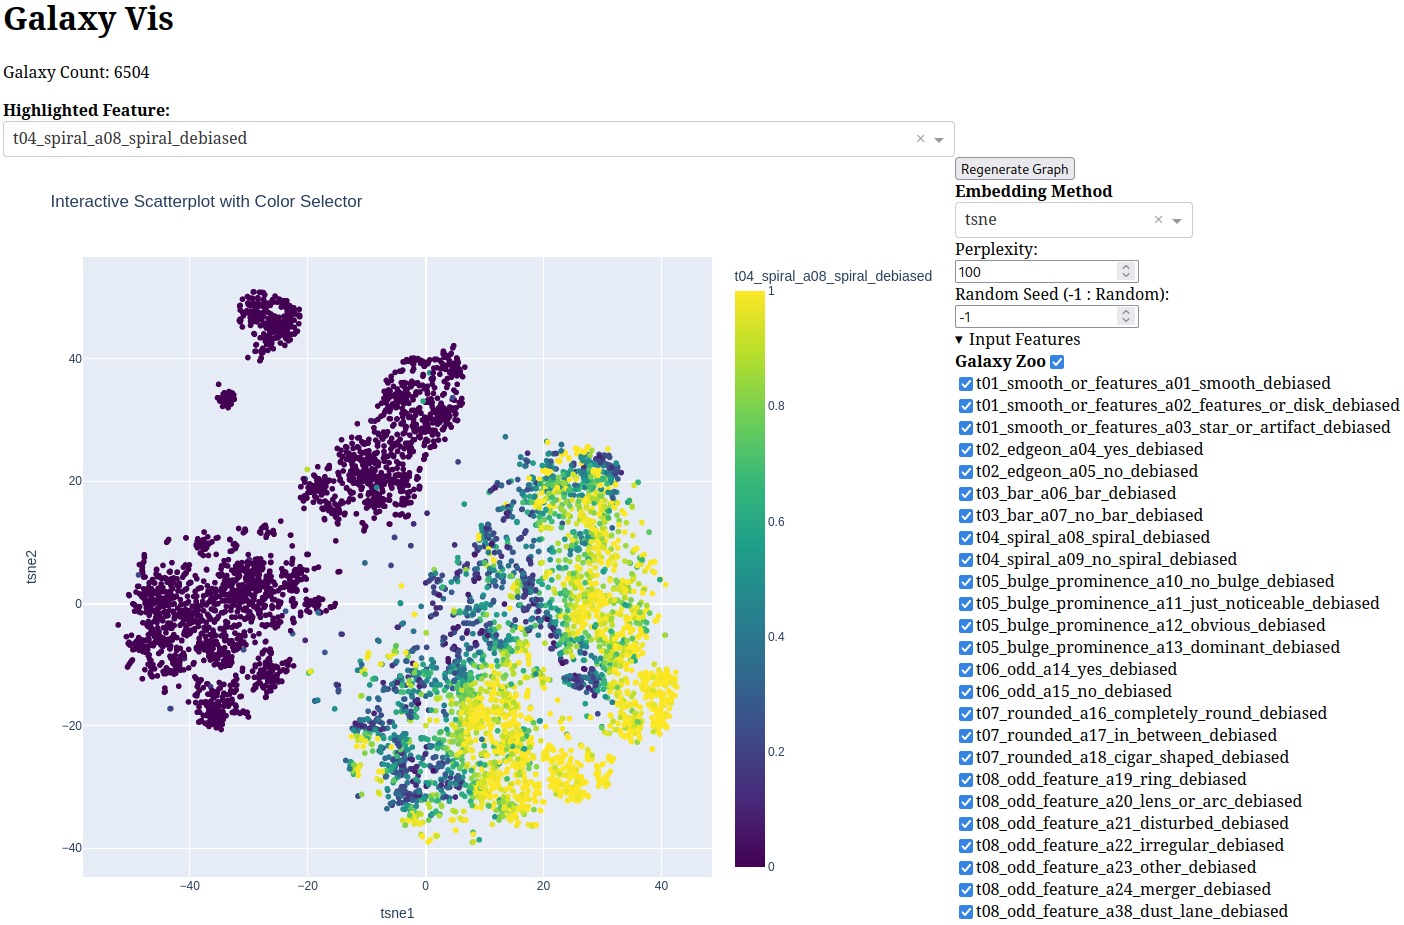 Galaxy Vis
Galaxy Count: 6504
Highlighted Feature:
t04_spiral_a08_spiral_debiased
Interactive Scatterplot with Color Selector
tsne2
40
20
0
−20
−40
−40
−20
0
20
40
tsne1
t04_spiral_a08_spiral_debiased
1
0.8
0.6
0.4
0.2
0
Regenerate Graph
Embedding Method
tsne
Perplexity:
100
Random Seed (-1 : Random):
-1
▾ Input Features
Galaxy Zoo
t01_smooth_or_features_a01_smooth_debiased
t01_smooth_or_features_a02_features_or_disk_debiased
t01_smooth_or_features_a03_star_or_artifact_debiased
t02_edgeon_a04_yes_debiased
t02_edgeon_a05_no_debiased
t03_bar_a06_bar_debiased
t03_bar_a07_no_bar_debiased
t04_spiral_a08_spiral_debiased
t04_spiral_a09_no_spiral_debiased
t05_bulge_prominence_a10_no_bulge_debiased
t05_bulge_prominence_a11_just_noticeable_debiased
t05_bulge_prominence_a12_obvious_debiased
t05_bulge_prominence_a13_dominant_debiased
t06_odd_a14_yes_debiased
t06_odd_a15_no_debiased
t07_rounded_a16_completely_round_debiased
t07_rounded_a17_in_between_debiased
t07_rounded_a18_cigar_shaped_debiased
t08_odd_feature_a19_ring_debiased
t08_odd_feature_a20_lens_or_arc_debiased
t08_odd_feature_a21_disturbed_debiased
t08_odd_feature_a22_irregular_debiased
t08_odd_feature_a23_other_debiased
t08_odd_feature_a24_merger_debiased
t08_odd_feature_a38_dust_lane_debiased